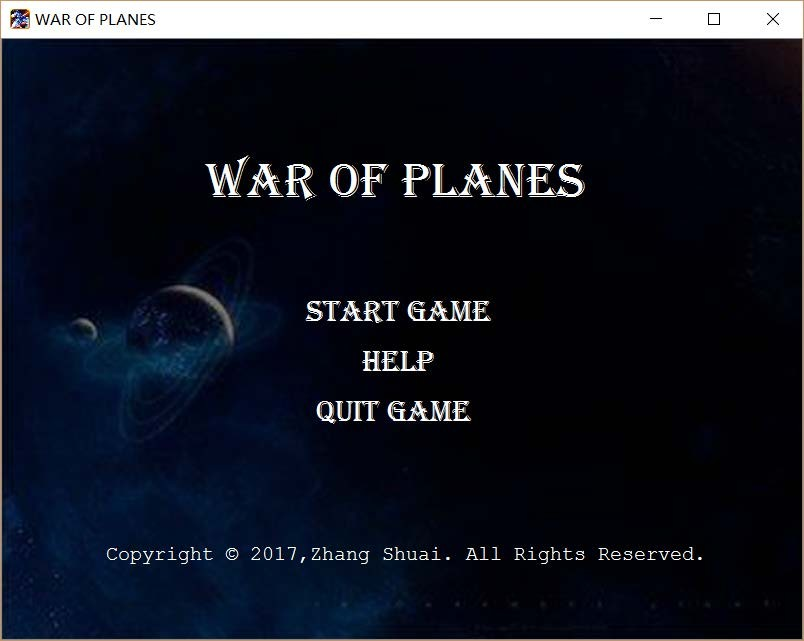 WAR OF PLANES
WAR OF PLANES
START GAME
HELP
QUIT GAME
Copyright © 2017,Zhang Shuai. All Rights Reserved.